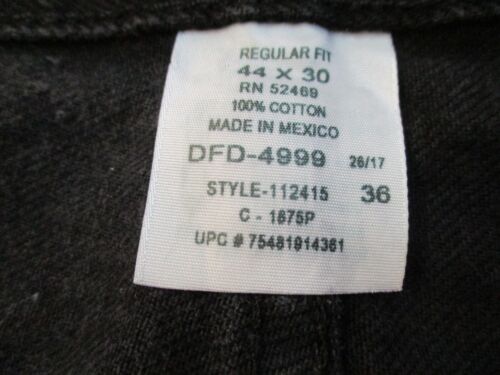 REGULAR FIT
44 X 30
RN 52469
100% COTTON
MADE IN MEXICO
DFD-4999 26/17
STYLE-112415 36
C - 1875P
UPC # 75481914361